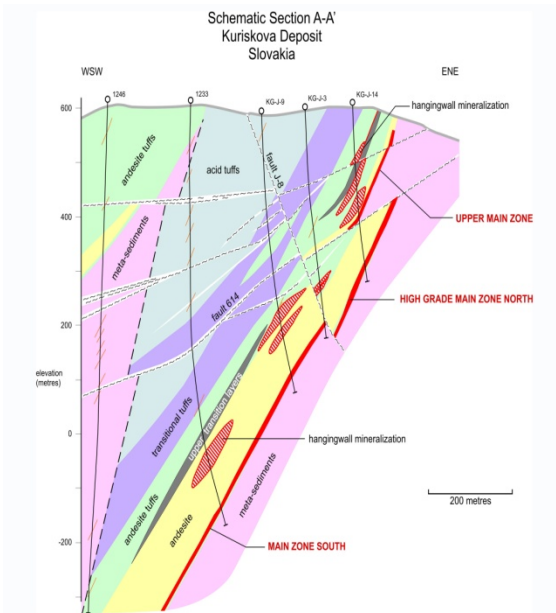 Schematic Section A-A'
Kuriskova Deposit
Slovakia
WSW
ENE
1246
1233
KG-J-9
KG-J-3
KG-J-14
hangingwall mineralization
600
andesite tuffs
acid tuffs
fault J-8
meta-sediments
400
UPPER MAIN ZONE
HIGH GRADE MAIN ZONE NORTH
fault 614
200
elevation
(metres)
transitional tuffs
upper transition layers
0
hangingwall mineralization
andesite tuffs
andesite
meta-sediments
200 metres
-200
MAIN ZONE SOUTH